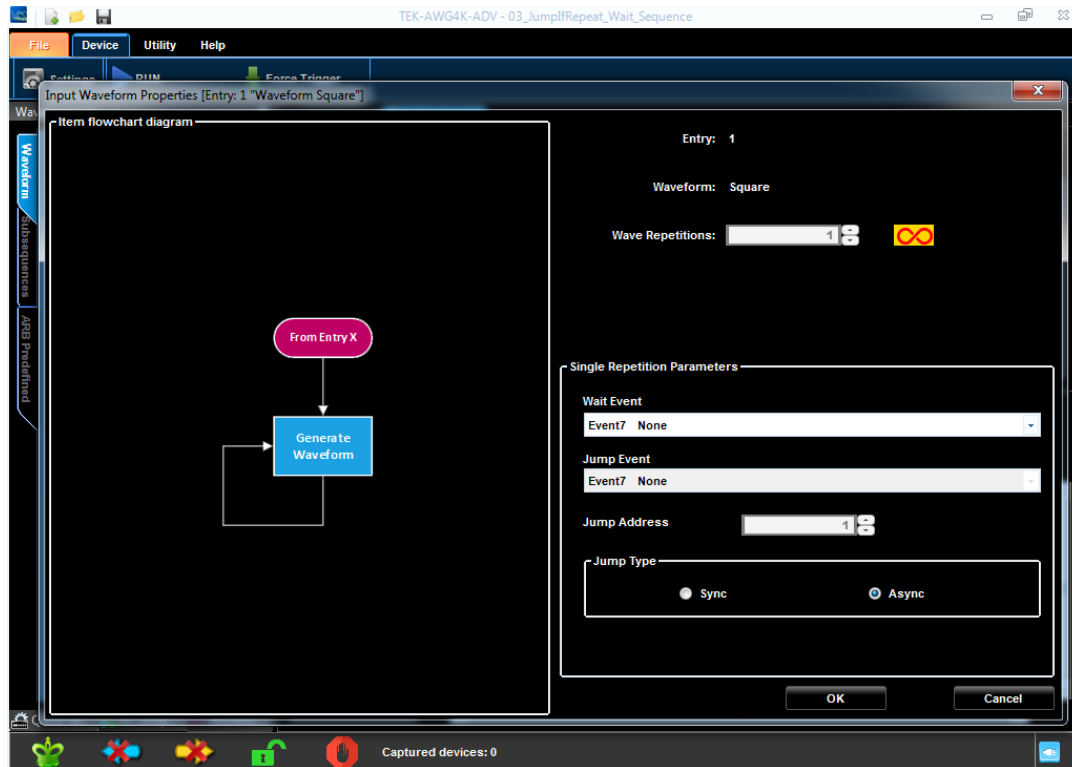 TEK-AWG4K-ADV - 03_JumpIfRepeat_Wait_Sequence
File Device Utility Help
Settings RUN Force Trigger
Input Waveform Properties [Entry: 1 "Waveform Square"]
Wav
Waveform
Subsequences
ARB Predefined
Item flowchart diagram
From Entry X
Generate
Waveform
Entry: 1
Waveform: Square
Wave Repetitions: 1
Single Repetition Parameters
Wait Event
Event7 None
Jump Event
Event7 None
Jump Address 1
Jump Type
Sync Async
OK Cancel
Captured devices: 0